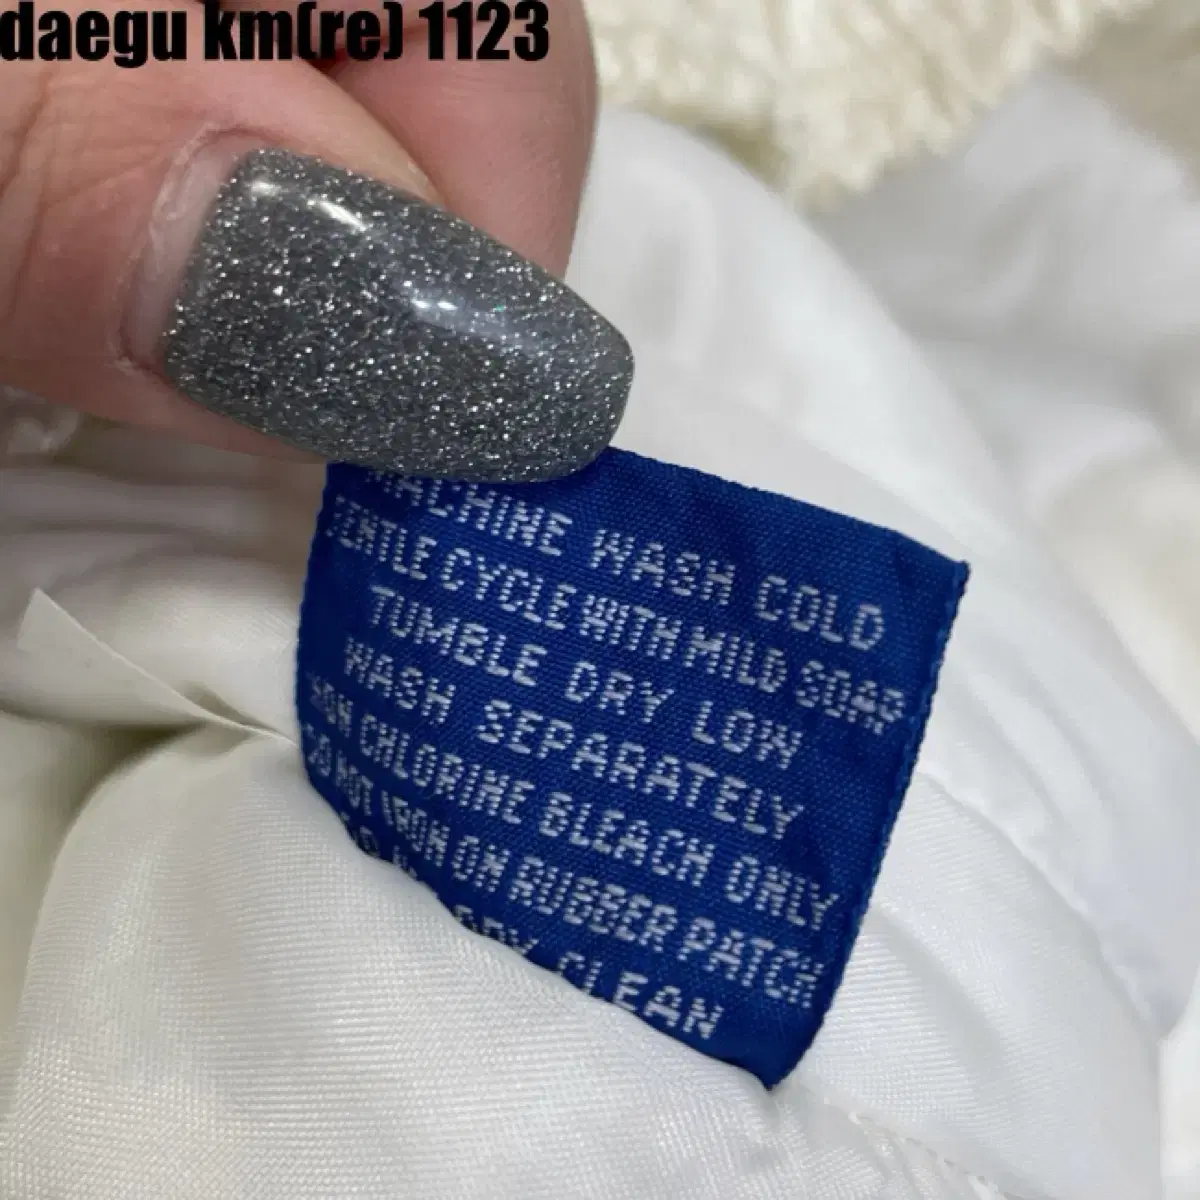 daegu km(re) 1123
MACHINE WASH COLD
GENTLE CYCLE WITH MILD SOAP
TUMBLE DRY LOW
WASH SEPARATELY
NON CHLORINE BLEACH ONLY
DO NOT IRON ON RUBBER PATCH
DRY CLEAN